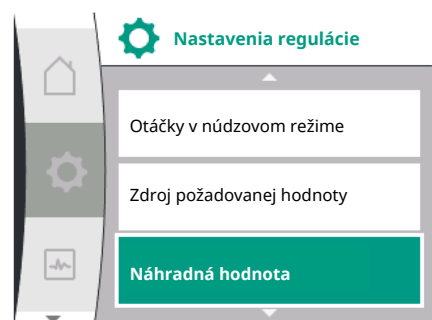 Nastavenia regulácie
Otáčky v núdzovom režime
Zdroj požadovanej hodnoty
Náhradná hodnota